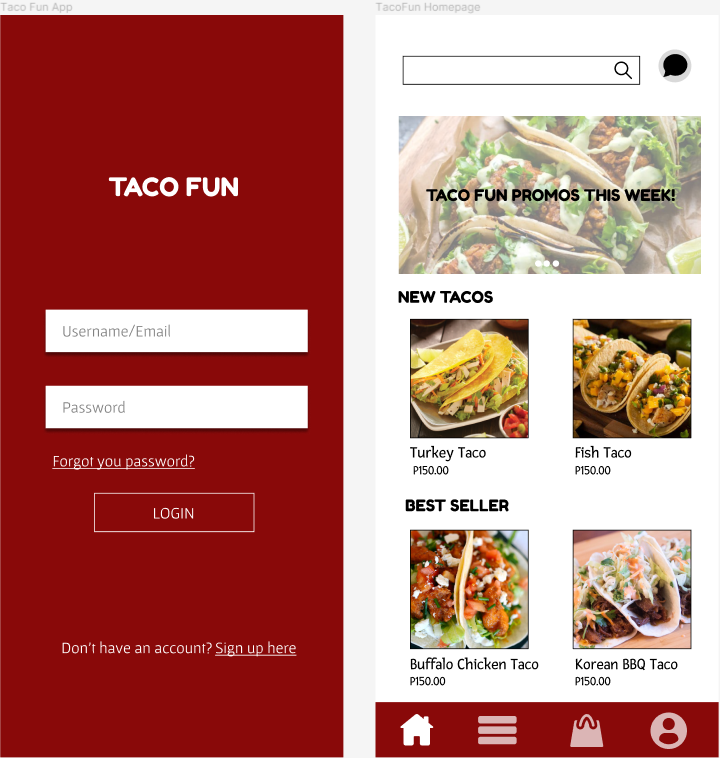 Taco Fun App
TACO FUN
Username/Email
Password
Forgot you password?
LOGIN
Don't have an account? Sign up here
TacoFun Homepage
TACO FUN PROMOS THIS WEEK!
NEW TACOS
Turkey Taco
P150.00
Fish Taco
P150.00
BEST SELLER
Buffalo Chicken Taco
P150.00
Korean BBQ Taco
P150.00